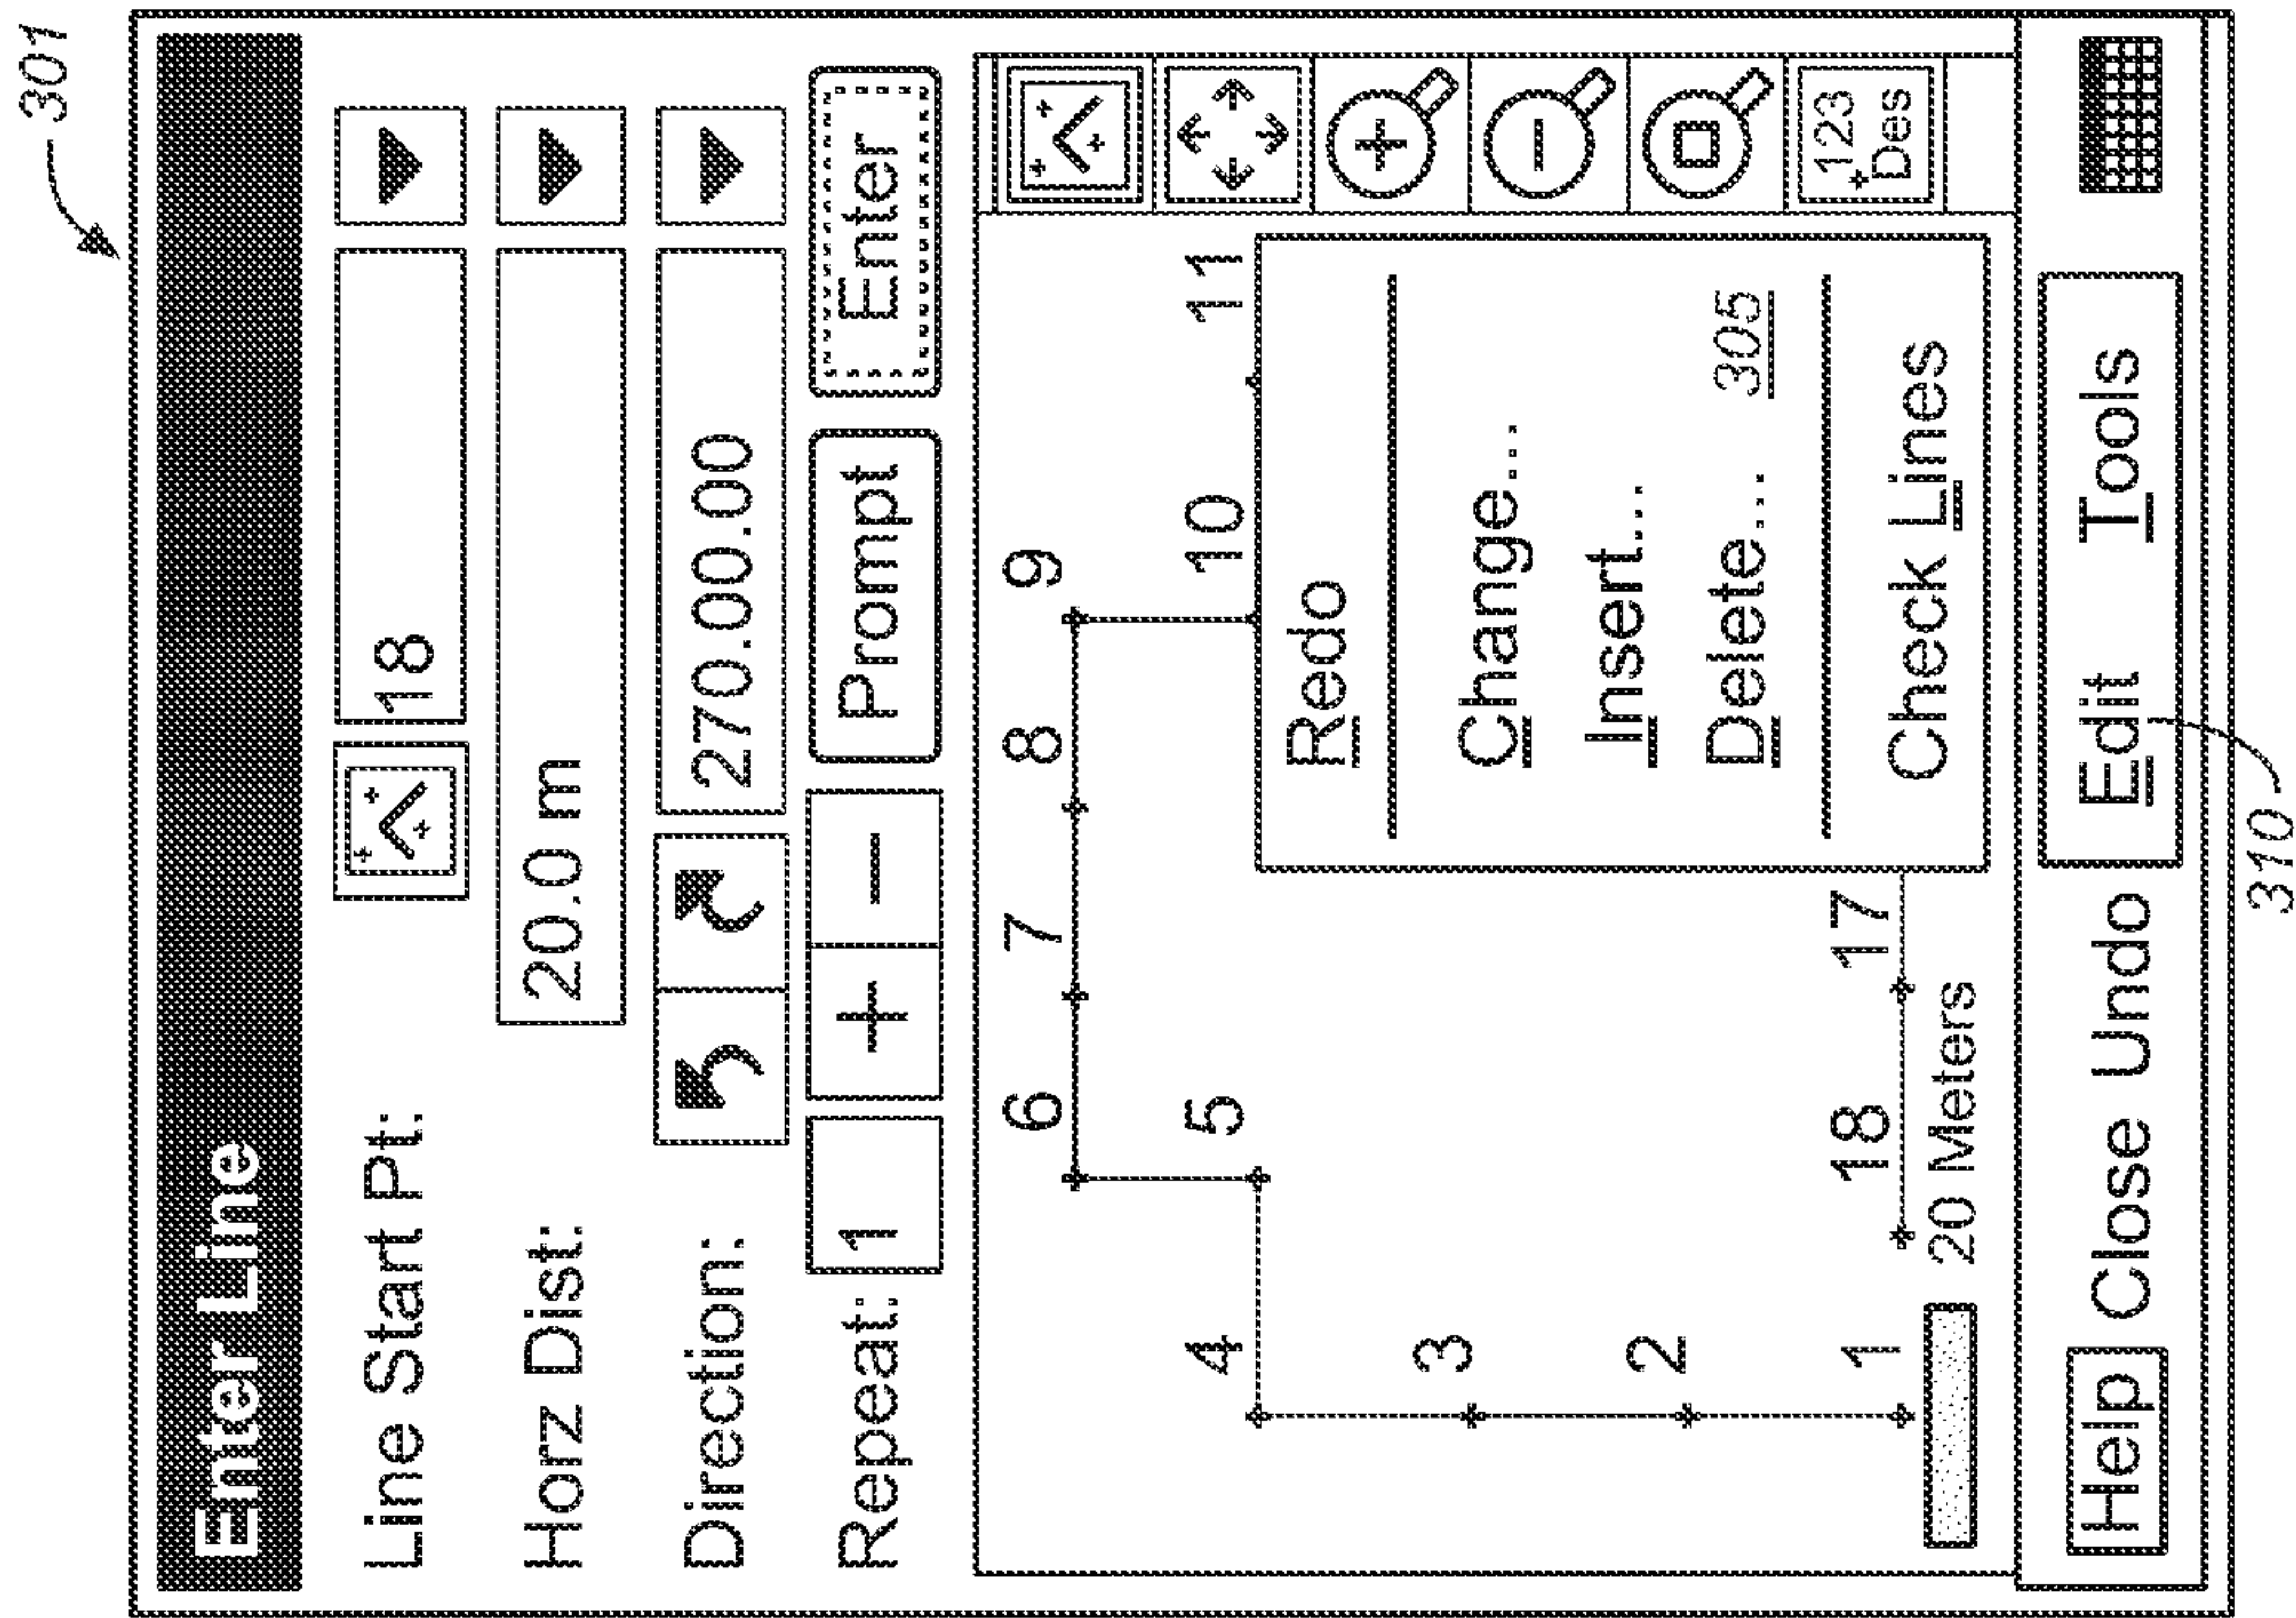 301
Enter Line
Line Start Pt: 18
Horz Dist: 20.0 m
Direction: 270.00.00
Repeat: 1 + − Prompt Enter
6 7 8 9
4 5 10 11
3
2
1 18 17
20 Meters
Redo
Change...
Insert...
Delete... 305
Check Lines
123
Des
Help Close Undo Edit Tools
310